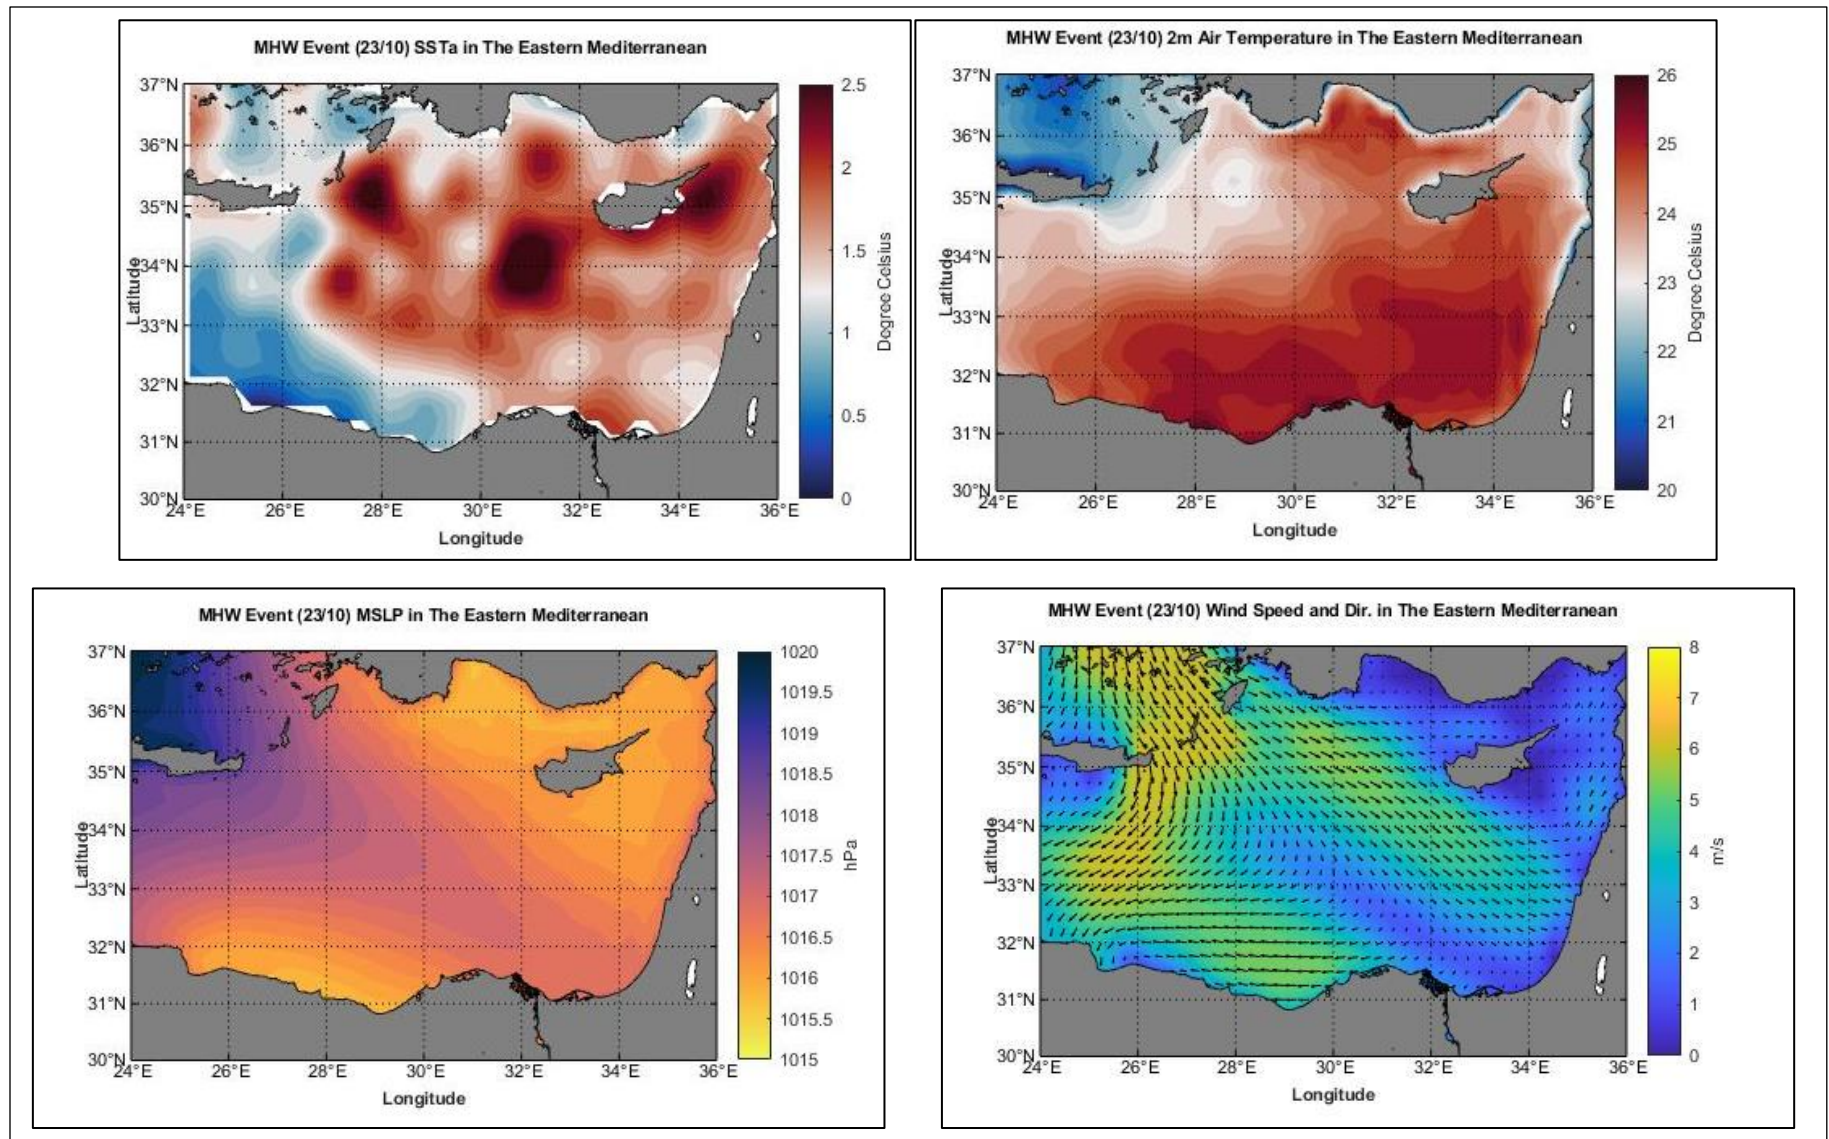 MHW Event (23/10) SSTa in The Eastern Mediterranean
37°N
36°N
35°N
34°N
33°N
32°N
31°N
30°N
24°E 26°E 28°E 30°E 32°E 34°E 36°E
Latitude
Longitude
2.5
2
1.5
1
0.5
0
Degree Celsius
MHW Event (23/10) 2m Air Temperature in The Eastern Mediterranean
37°N
36°N
35°N
34°N
33°N
32°N
31°N
30°N
24°E 26°E 28°E 30°E 32°E 34°E 36°E
Latitude
Longitude
26
25
24
23
22
21
20
Degree Celsius
MHW Event (23/10) MSLP in The Eastern Mediterranean
37°N
36°N
35°N
34°N
33°N
32°N
31°N
30°N
24°E 26°E 28°E 30°E 32°E 34°E 36°E
Latitude
Longitude
1020
1019.5
1019
1018.5
1018
1017.5
1017
1016.5
1016
1015.5
1015
hPa
MHW Event (23/10) Wind Speed and Dir. in The Eastern Mediterranean
37°N
36°N
35°N
34°N
33°N
32°N
31°N
30°N
24°E 26°E 28°E 30°E 32°E 34°E 36°E
Latitude
Longitude
8
7
6
5
4
3
2
1
0
m/s